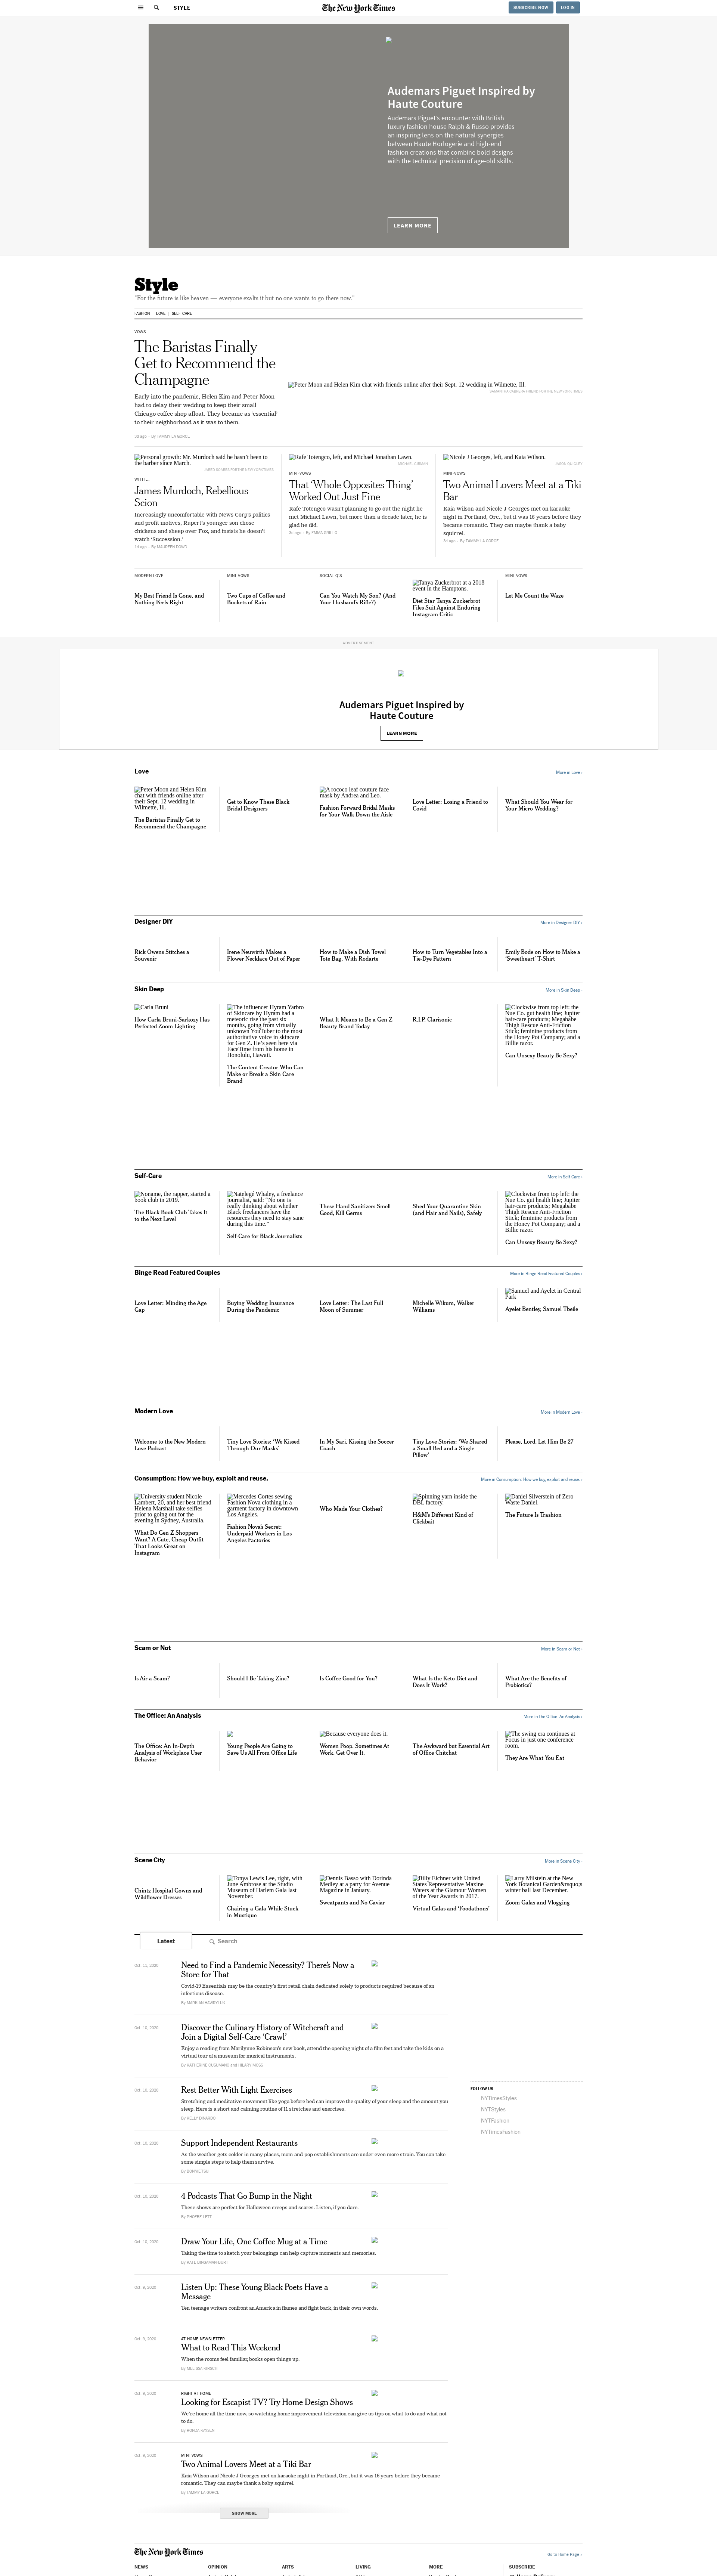 STYLE
The New York Times
SUBSCRIBE NOW
LOG IN
Audemars Piguet Inspired by
Haute Couture
Audemars Piguet's encounter with British
luxury fashion house Ralph & Russo provides
an inspiring lens on the natural synergies
between Haute Horlogerie and high-end
fashion creations that combine bold designs
with the technical precision of age-old skills.
LEARN MORE
Style
"For the future is like heaven — everyone exalts it but no one wants to go there now."
FASHION LOVE SELF-CARE
VOWS
The Baristas Finally
Get to Recommend the
Champagne
Early into the pandemic, Helen Kim and Peter Moon
had to delay their wedding to keep their small
Chicago coffee shop afloat. They became as 'essential'
to their neighborhood as it was to them.
3d ago · By TAMMY LA GORCE
Peter Moon and Helen Kim chat with friends online after their Sept. 12 wedding in Wilmette, Ill.
Personal growth: Mr. Murdoch said he hasn't been to
the barber since March.
WITH ...
James Murdoch, Rebellious
Scion
Increasingly uncomfortable with News Corp's politics
and profit motives, Rupert's younger son chose
chickens and sheep over Fox, and insists he doesn't
watch 'Succession.'
1d ago · By MAUREEN DOWD
Rafe Totengco, left, and Michael Jonathan Lawn.
MINI-VOWS
That 'Whole Opposites Thing'
Worked Out Just Fine
Rafe Totengco wasn't planning to go out the night he
met Michael Lawn, but more than a decade later, he is
glad he did.
3d ago · By EMMA GRILLO
Nicole J Georges, left, and Kaia Wilson.
MINI-VOWS
Two Animal Lovers Meet at a Tiki
Bar
Kaia Wilson and Nicole J Georges met on karaoke
night in Portland, Ore., but it was 16 years before they
became romantic. They can maybe thank a baby
squirrel.
3d ago · By TAMMY LA GORCE
MODERN LOVE
My Best Friend Is Gone, and
Nothing Feels Right
MINI-VOWS
Two Cups of Coffee and
Buckets of Rain
SOCIAL Q'S
Can You Watch My Son? (And
Your Husband's Rifle?)
Tanya Zuckerbrot at a 2018
event in the Hamptons.
Diet Star Tanya Zuckerbrot
Files Suit Against Enduring
Instagram Critic
MINI-VOWS
Let Me Count the Ways
ADVERTISEMENT
Audemars Piguet Inspired by
Haute Couture
LEARN MORE
Love
More in Love ›
Peter Moon and Helen Kim
chat with friends online after
their Sept. 12 wedding in
Wilmette, Ill.
The Baristas Finally Get to
Recommend the Champagne
Get to Know These Black
Bridal Designers
A rococo leaf couture face
mask by Andrea and Leo.
Fashion Forward Bridal Masks
for Your Walk Down the Aisle
Love Letter: Losing a Friend to
Covid
What Should You Wear for
Your Micro Wedding?
Designer DIY
More in Designer DIY ›
Rick Owens Stitches a
Souvenir
Irene Neuwirth Makes a
Flower Necklace Out of Paper
How to Make a Dish Towel
Tote Bag, With Rodarte
How to Turn Vegetables Into a
Tie-Dye Pattern
Emily Bode on How to Make a
'Sweetheart' T-Shirt
Skin Deep
More in Skin Deep ›
Carla Bruni
How Carla Bruni-Sarkozy Has
Perfected Zoom Lighting
The influencer Hyram Yarbro
of Skincare by Hyram had a
meteoric rise the past six
months, going from virtually
unknown YouTuber to the most
authoritative voice in skincare
for Gen Z. He's seen here via
FaceTime from his home in
Honolulu, Hawaii.
The Content Creator Who Can
Make or Break a Skin Care
Brand
What It Means to Be a Gen Z
Beauty Brand Today
R.I.P. Clarisonic
Clockwise from top left: the
Nue Co. gut health line; Jupiter
hair-care products; Megababe
Thigh Rescue Anti-Friction
Stick; feminine products from
the Honey Pot Company; and a
Billie razor.
Can Unsexy Beauty Be Sexy?
Self-Care
More in Self-Care ›
Noname, the rapper, started a
book club in 2019.
The Black Book Club Takes It
to the Next Level
Natelegé Whaley, a freelance
journalist, said: "No one is
really thinking about whether
Black freelancers have the
resources they need to stay sane
during this time."
Self-Care for Black Journalists
These Hand Sanitizers Smell
Good, Kill Germs
Shed Your Quarantine Skin
(and Hair and Nails), Safely
Clockwise from top left: the
Nue Co. gut health line; Jupiter
hair-care products; Megababe
Thigh Rescue Anti-Friction
Stick; feminine products from
the Honey Pot Company; and a
Billie razor.
Can Unsexy Beauty Be Sexy?
Binge Read Featured Couples
More in Binge Read Featured Couples ›
Love Letter: Minding the Age
Gap
Buying Wedding Insurance
During the Pandemic
Love Letter: The Last Full
Moon of Summer
Michelle Wikum, Walker
Williams
Samuel and Ayelet in Central
Park
Ayelet Bentley, Samuel Thede
Modern Love
More in Modern Love ›
Welcome to the New Modern
Love Podcast
Tiny Love Stories: 'We Kissed
Through Our Masks'
In My Sari, Kissing the Soccer
Coach
Tiny Love Stories: 'We Shared
a Small Bed and a Single
Pillow'
Please, Lord, Let Him Be 27
Consumption: How we buy, exploit and reuse.
More in Consumption: How we buy, exploit and reuse. ›
University student Nicole
Lambert, 20, and her best friend
Helena Marshall take selfies
prior to going out for the
evening in Sydney, Australia.
What Do Gen Z Shoppers
Want? A Cute, Cheap Outfit
That Looks Great on
Instagram
Mercedes Cortes sewing
Fashion Nova clothing in a
garment factory in downtown
Los Angeles.
Fashion Nova's Secret:
Underpaid Workers in Los
Angeles Factories
Who Made Your Clothes?
Spinning yarn inside the
DBL factory.
H&M's Different Kind of
Clickbait
Daniel Silverstein of Zero
Waste Daniel.
The Future Is Trashion
Scam or Not
More in Scam or Not ›
Is Air a Scam?
Should I Be Taking Zinc?
Is Coffee Good for You?
What Is the Keto Diet and
Does It Work?
What Are the Benefits of
Probiotics?
The Office: An Analysis
More in The Office: An Analysis ›
The Office: An In-Depth
Analysis of Workplace User
Behavior
Young People Are Going to
Save Us All From Office Life
Because everyone does it.
Women Poop. Sometimes At
Work. Get Over It.
The Awkward but Essential Art
of Office Chitchat
The swing era continues at
Focus in just one conference
room.
They Are What You Eat
Scene City
More in Scene City ›
Chintz Hospital Gowns and
Wildflower Dresses
Tonya Lewis Lee, right, with
June Ambrose at the Studio
Museum of Harlem Gala last
November.
Chairing a Gala While Stuck
in Mustique
Dennis Basso with Dorinda
Medley at a party for Avenue
Magazine in January.
Sweatpants and No Caviar
Billy Eichner with United
States Representative Maxine
Waters at the Glamour Women
of the Year Awards in 2017.
Virtual Galas and 'Foodathons'
Larry Milstein at the New
York Botanical Garden&rsquo;s
winter ball last December.
Zoom Galas and Vlogging
Latest
Search
Oct. 11, 2020
Need to Find a Pandemic Necessity? There's Now a
Store for That
Covid-19 Essentials may be the country's first retail chain dedicated solely to products required because of an
infectious disease.
Oct. 10, 2020
Discover the Culinary History of Witchcraft and
Join a Digital Self-Care 'Crawl'
Enjoy a reading from Marilynne Robinson's new book, attend the opening night of a film fest and take the kids on a
virtual tour of a museum for musical instruments.
By KATHERINE CUSUMANO and HILARY MOSS
Oct. 10, 2020
Rest Better With Light Exercises
Stretching and meditative movement like yoga before bed can improve the quality of your sleep and the amount you
sleep. Here is a short and calming routine of 11 stretches and exercises.
By KELLY DINARDO
Oct. 10, 2020
Support Independent Restaurants
As the weather gets colder in many places, mom-and-pop establishments are under even more strain. You can take
some simple steps to help them survive.
By BONNIE TSUI
Oct. 10, 2020
4 Podcasts That Go Bump in the Night
These shows are perfect for Halloween creeps and scares. Listen, if you dare.
By PHOEBE LETT
Oct. 10, 2020
Draw Your Life, One Coffee Mug at a Time
Taking the time to sketch your belongings can help capture moments and memories.
Oct. 9, 2020
Listen Up: These Young Black Poets Have a
Message
Ten teenage writers confront an America in flames and fight back, in their own words.
Oct. 9, 2020
AT HOME NEWSLETTER
What to Read This Weekend
When the rooms feel familiar, books open things up.
By MELISSA KIRSCH
Oct. 9, 2020
RIGHT AT HOME
Looking for Escapist TV? Try Home Design Shows
We're home all the time now, so watching home improvement television can give us tips on what to do and what not
to do.
By RONDA KAYSEN
Oct. 9, 2020
MINI-VOWS
Two Animal Lovers Meet at a Tiki Bar
Kaia Wilson and Nicole J Georges met on karaoke night in Portland, Ore., but it was 16 years before they became
romantic. They can maybe thank a baby squirrel.
By TAMMY LA GORCE
SHOW MORE
FOLLOW US
NYTimesStyles
NYTStyles
NYTFashion
NYTimesFashion
The New York Times
Go to Home Page »
NEWS
OPINION
ARTS
LIVING
MORE
SUBSCRIBE